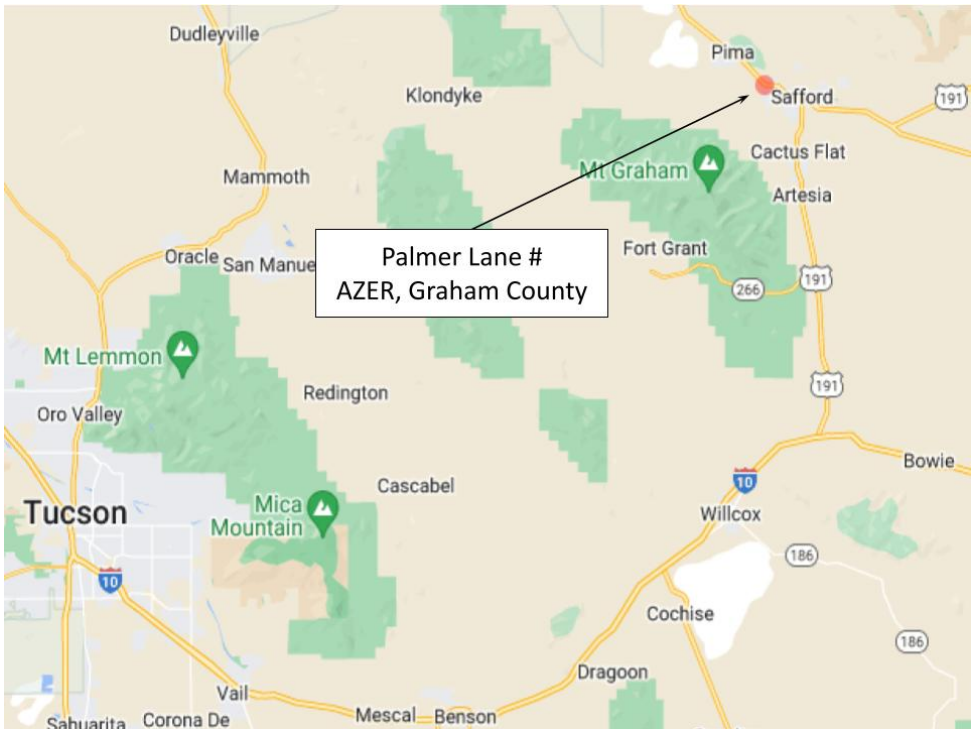 Dudleyville
Pima
Klondyke
Safford
191
Cactus Flat
Mt Graham
Mammoth
Artesia
Palmer Lane #
AZER, Graham County
Fort Grant
Oracle
San Manue
266
191
Mt Lemmon
191
Redington
Oro Valley
Bowie
10
Cascabel
Mica
Mountain
Tucson
Willcox
186
10
Cochise
186
Dragoon
Vail
Mescal
Benson
Sahuarita
Corona De